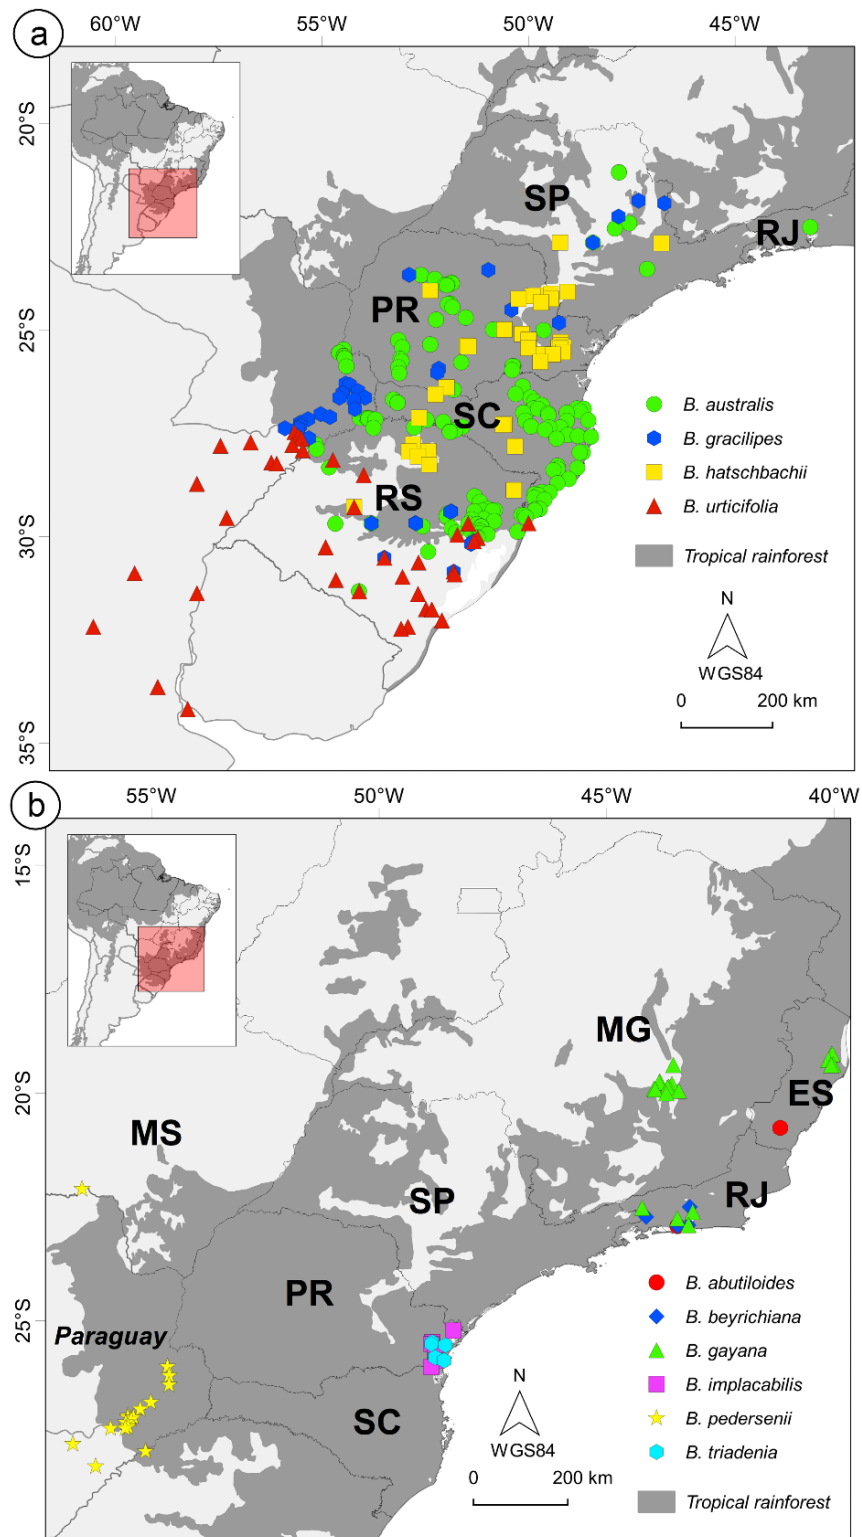 a
60°W 55°W 50°W 45°W
20°S
25°S
30°S
35°S
SP
RJ
PR
SC
RS
B. australis
B. gracilipes
B. hatschbachii
B. urticifolia
Tropical rainforest
N
WGS84
0 200 km
b
55°W 50°W 45°W 40°W
15°S
20°S
25°S
MG
ES
MS
RJ
SP
PR
Paraguay
SC
B. abutiloides
B. beyrichiana
B. gayana
B. implacabilis
B. pedersenii
B. triadenia
Tropical rainforest
N
WGS84
0 200 km